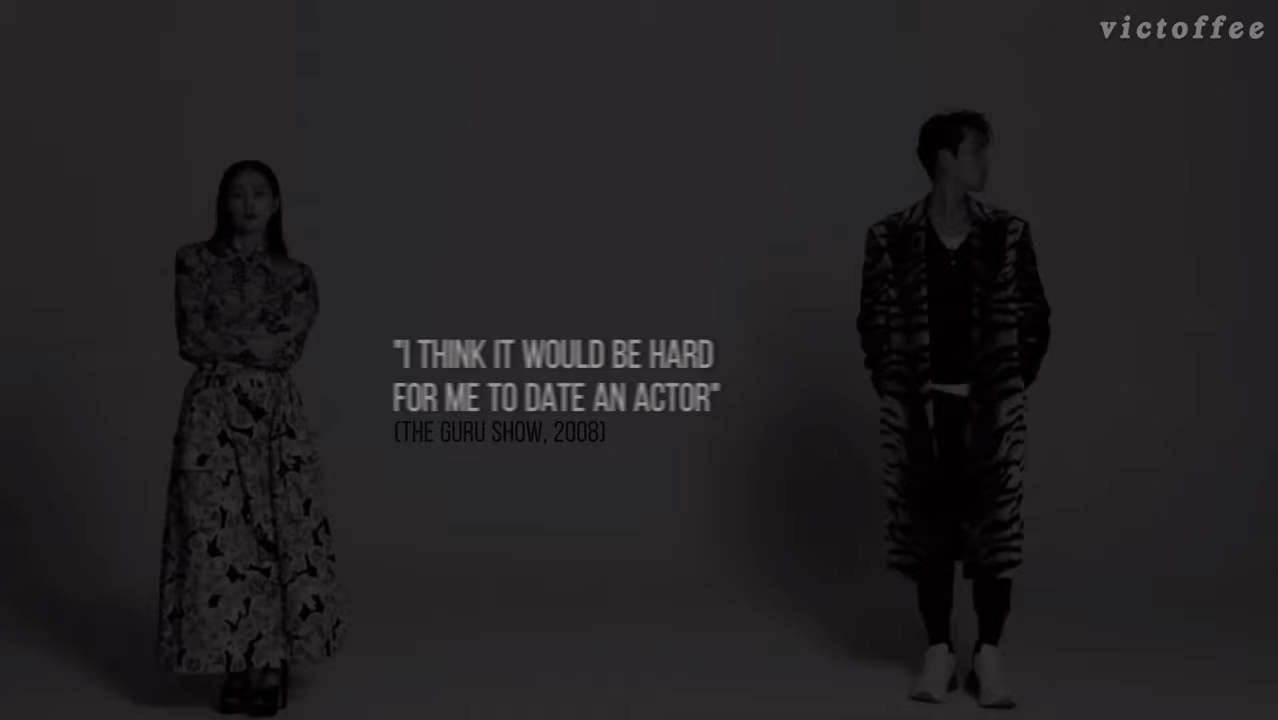 victoffee
"I THINK IT WOULD BE HARD
FOR ME TO DATE AN ACTOR"
(THE GURU SHOW, 2008)